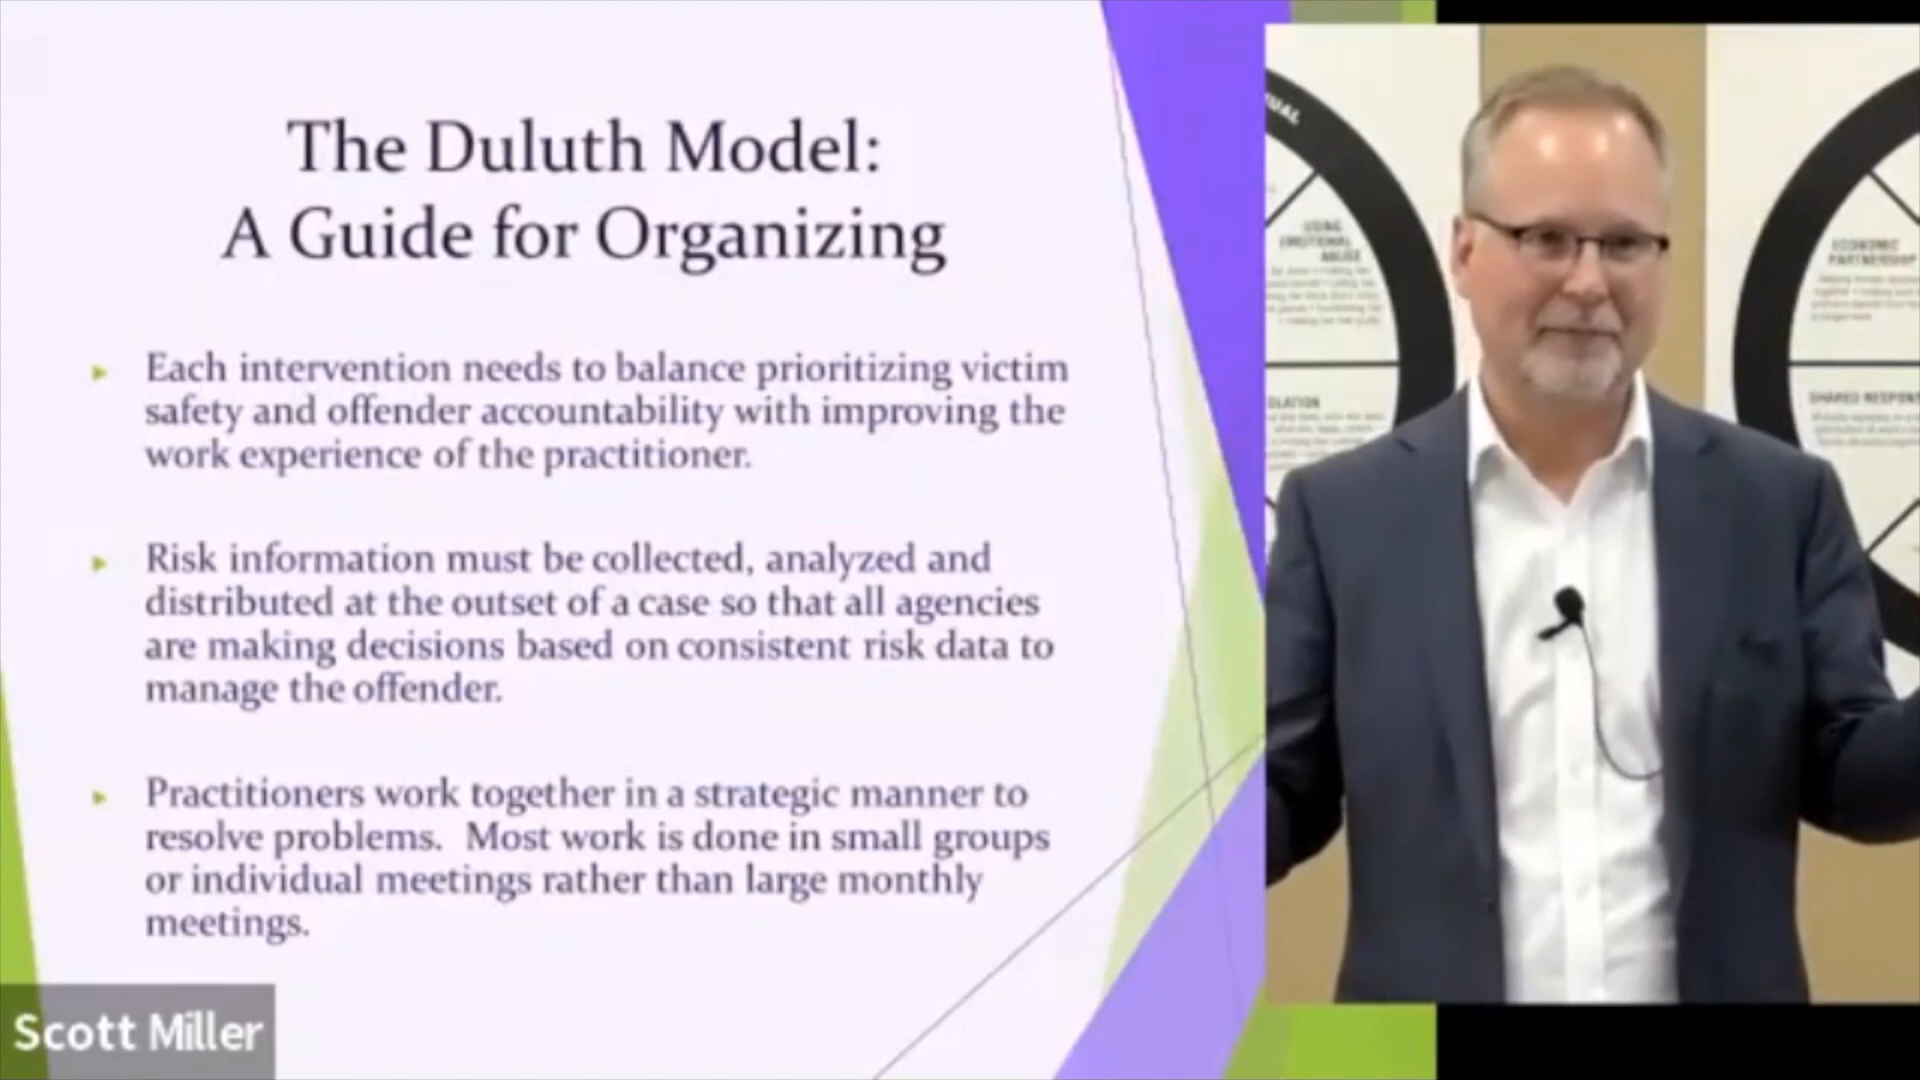 The Duluth Model:
A Guide for Organizing
Each intervention needs to balance prioritizing victim
safety and offender accountability with improving the
work experience of the practitioner.
Risk information must be collected, analyzed and
distributed at the outset of a case so that all agencies
are making decisions based on consistent risk data to
manage the offender.
Practitioners work together in a strategic manner to
resolve problems. Most work is done in small groups
or individual meetings rather than large monthly
meetings.
Scott Miller
USING
EMOTIONAL
ABUSE
ECONOMIC
PARTNERSHIP